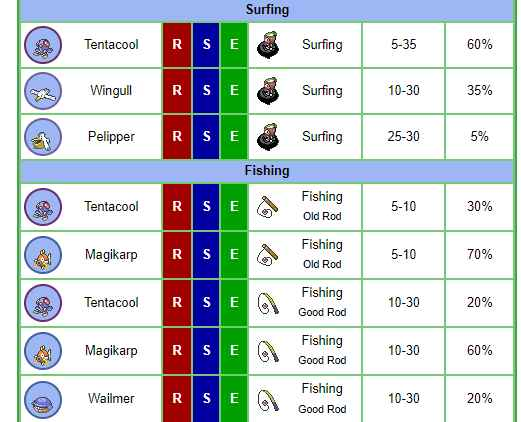 Surfing
Tentacool R S E Surfing 5-35 60%
Wingull R S E Surfing 10-30 35%
Pelipper R S E Surfing 25-30 5%
Fishing
Tentacool R S E Fishing Old Rod 5-10 30%
Magikarp R S E Fishing Old Rod 5-10 70%
Tentacool R S E Fishing Good Rod 10-30 20%
Magikarp R S E Fishing Good Rod 10-30 60%
Wailmer R S E Fishing Good Rod 10-30 20%